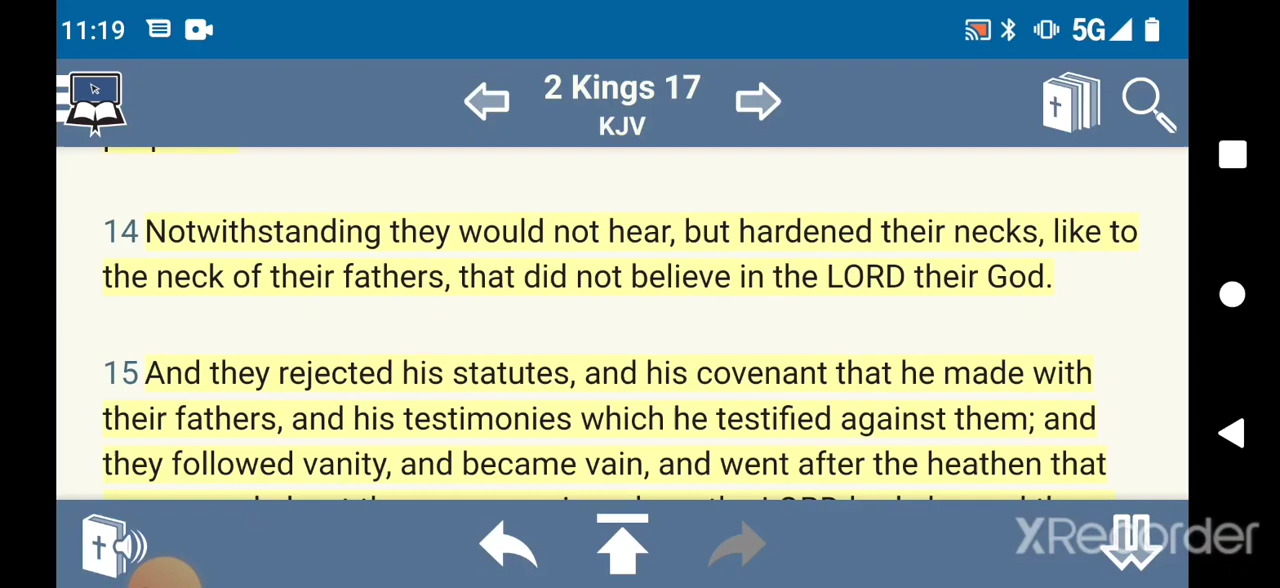 11:19 5G
2 Kings 17
KJV
14 Notwithstanding they would not hear, but hardened their necks, like to
the neck of their fathers, that did not believe in the LORD their God.
15 And they rejected his statutes, and his covenant that he made with
their fathers, and his testimonies which he testified against them; and
they followed vanity, and became vain, and went after the heathen that
XRecorder